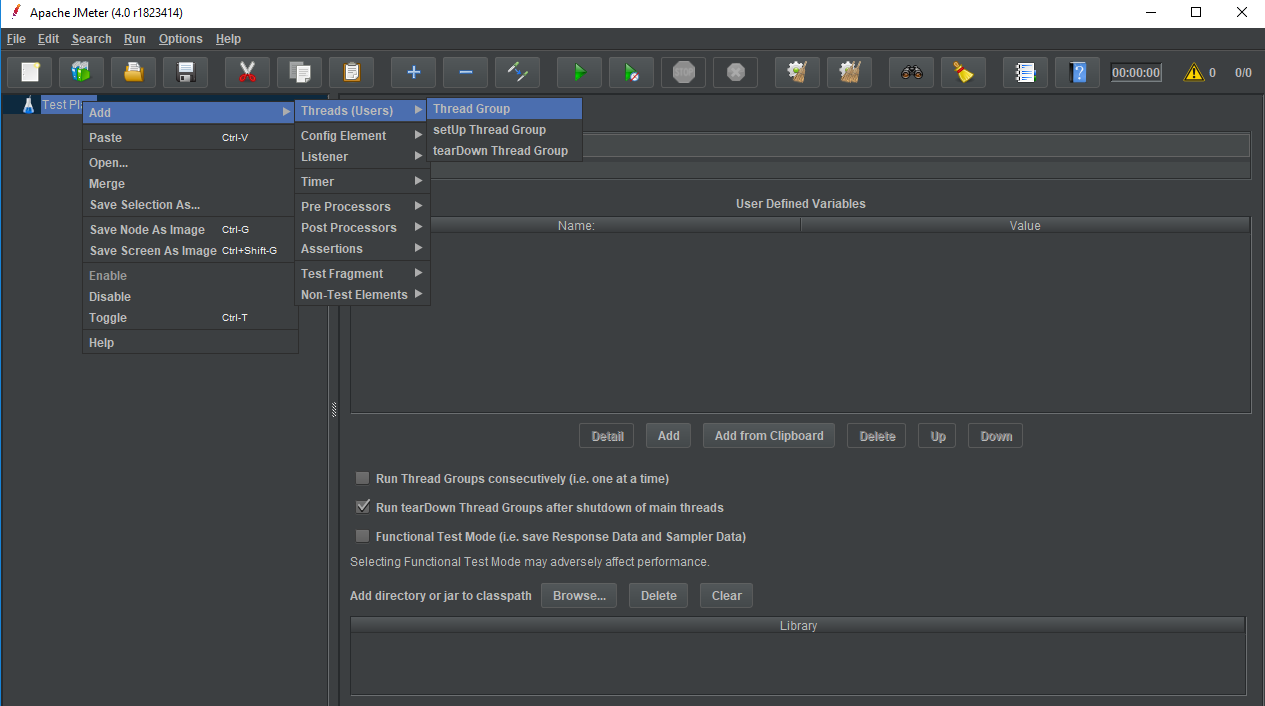 Apache JMeter (4.0 r1823414)
File Edit Search Run Options Help
00:00:00 0 0/0
Test Pla
Add
Paste Ctrl-V
Open...
Merge
Save Selection As...
Save Node As Image Ctrl-G
Save Screen As Image Ctrl+Shift-G
Enable
Disable
Toggle Ctrl-T
Help
Threads (Users)
Config Element
Listener
Timer
Pre Processors
Post Processors
Assertions
Test Fragment
Non-Test Elements
Thread Group
setUp Thread Group
tearDown Thread Group
User Defined Variables
Name: Value
Detail Add Add from Clipboard Delete Up Down
Run Thread Groups consecutively (i.e. one at a time)
Run tearDown Thread Groups after shutdown of main threads
Functional Test Mode (i.e. save Response Data and Sampler Data)
Selecting Functional Test Mode may adversely affect performance.
Add directory or jar to classpath Browse... Delete Clear
Library